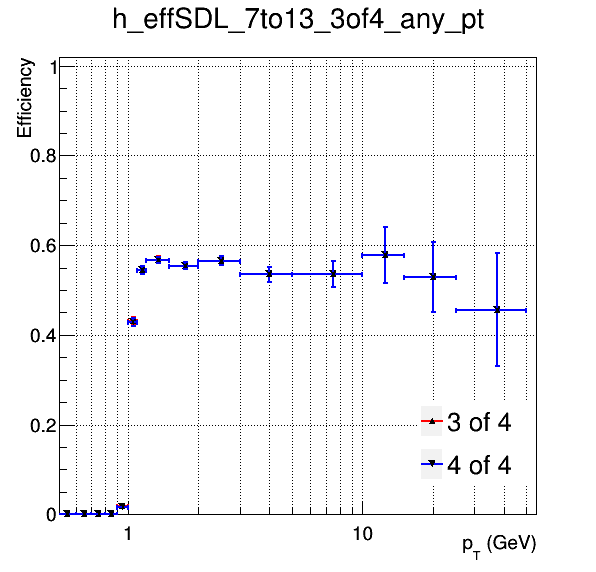 h_effSDL_7to13_3of4_any_pt
Efficiency
1
0.8
0.6
0.4
0.2
0
3 of 4
4 of 4
1
10
p_T (GeV)